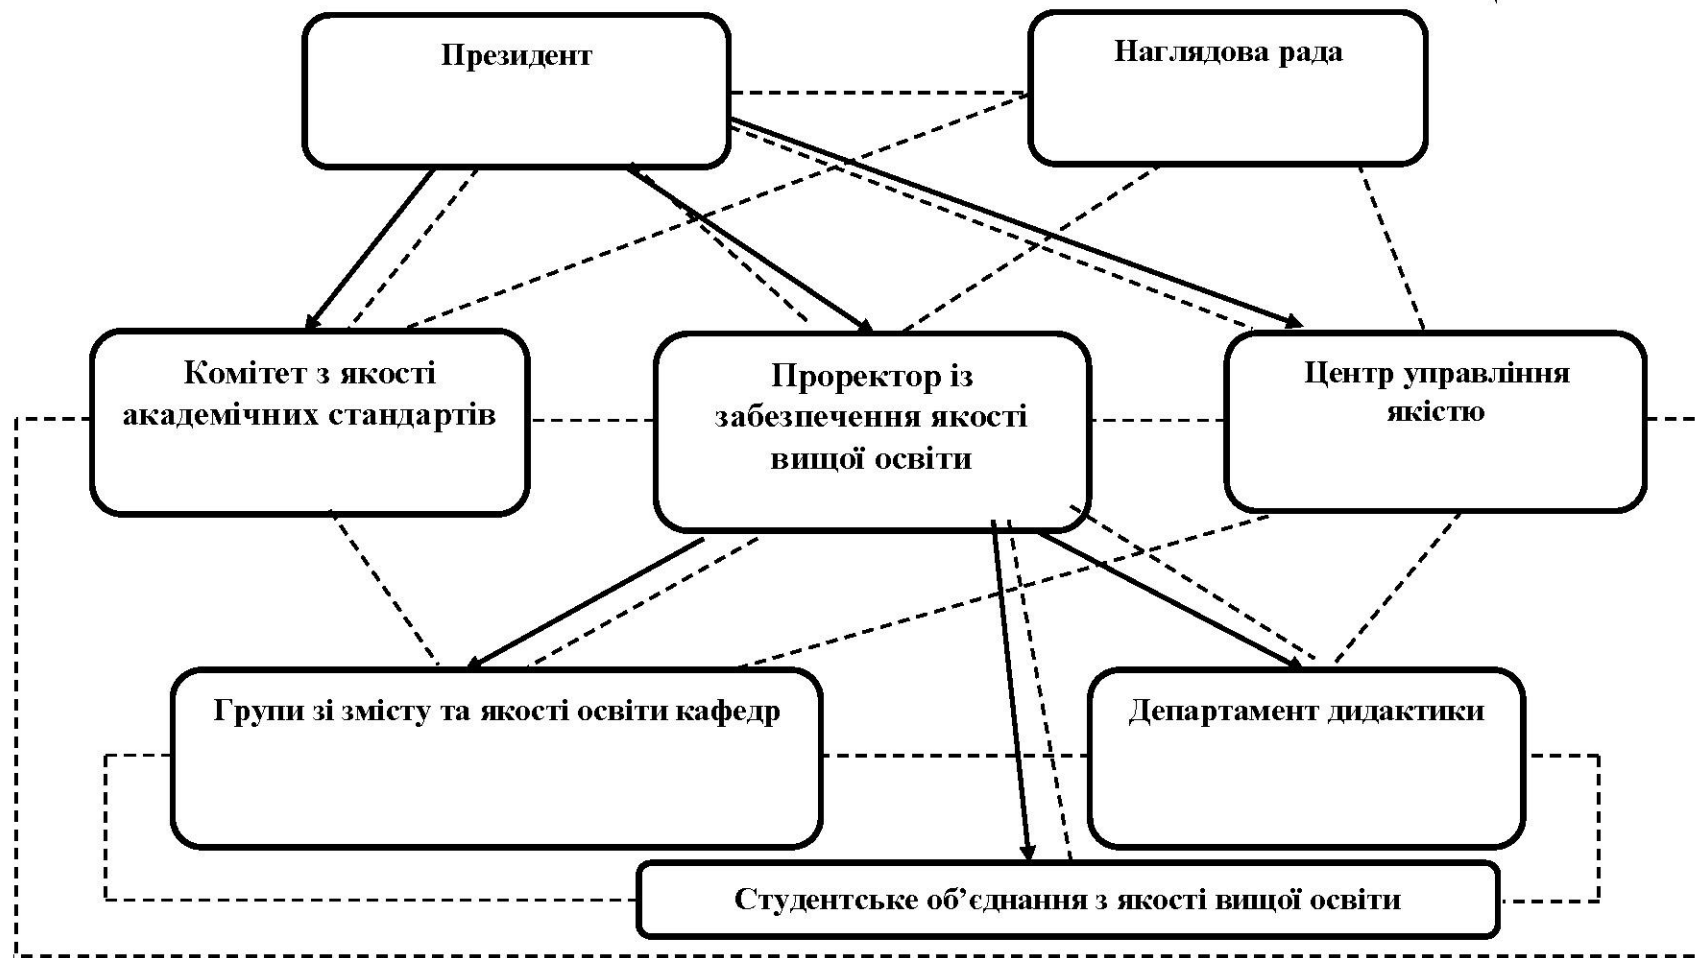 Президент
Наглядова рада
Комітет з якості
академічних стандартів
Проректор із
забезпечення якості
вищої освіти
Центр управління
якістю
Групи зі змісту та якості освіти кафедр
Департамент дидактики
Студентське об’єднання з якості вищої освіти